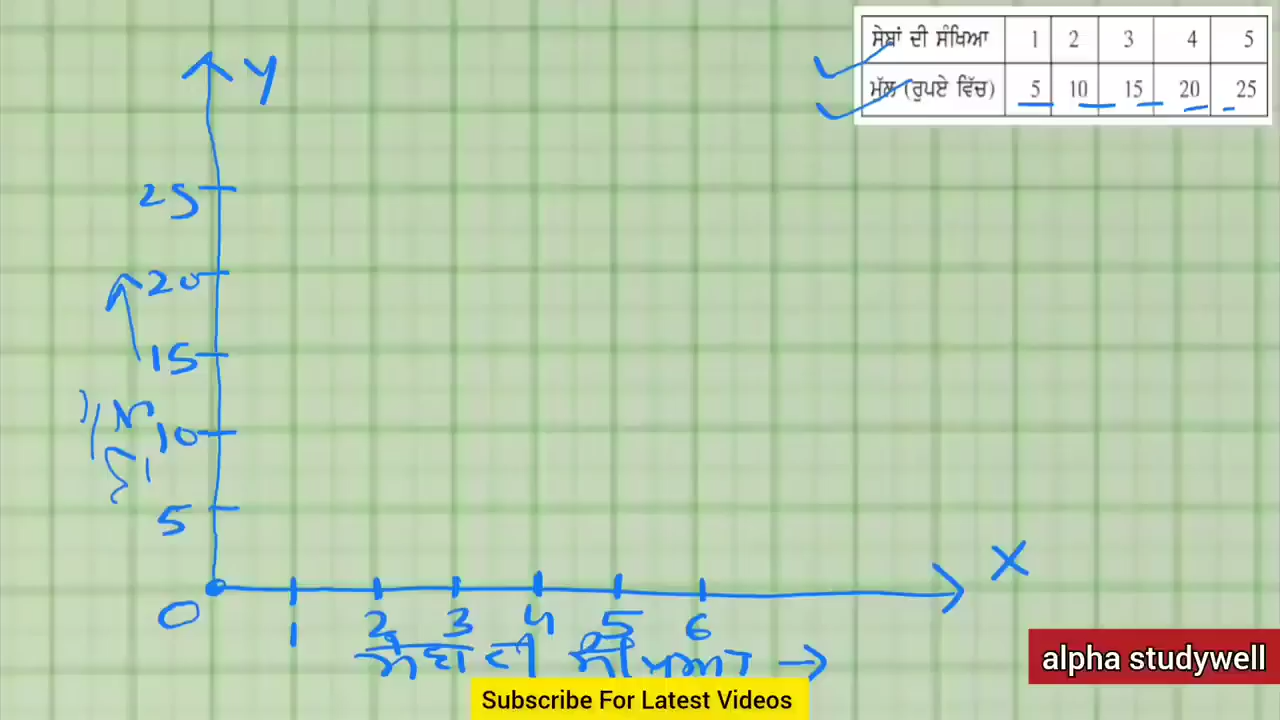 ਸੇਬਾਂ ਦੀ ਸੰਖਿਆ 1 2 3 4 5
ਮੁੱਲ (ਰੁਪਏ ਵਿੱਚ) 5 10 15 20 25
Y
25
20
15
10
5
O
X
1 2 3 4 5 6
alpha studywell
Subscribe For Latest Videos